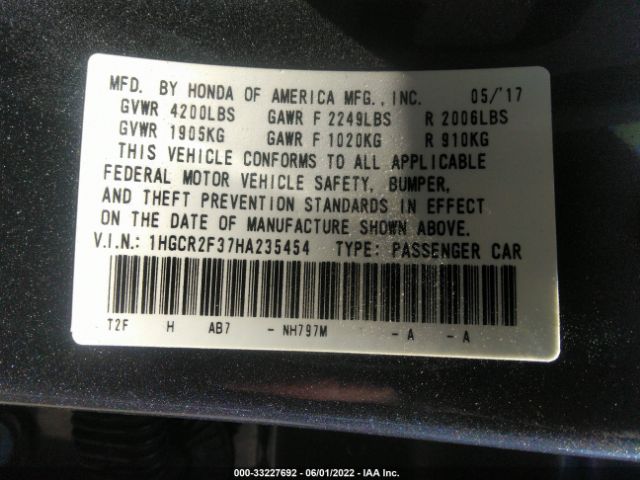 MFD. BY HONDA OF AMERICA MFG., INC. 05/'17
GVWR 4200LBS GAWR F 2249LBS R 2006LBS
GVWR 1905KG GAWR F 1020KG R 910KG
THIS VEHICLE CONFORMS TO ALL APPLICABLE
FEDERAL MOTOR VEHICLE SAFETY, BUMPER,
AND THEFT PREVENTION STANDARDS IN EFFECT
ON THE DATE OF MANUFACTURE SHOWN ABOVE.
V.I.N.: 1HGCR2F37HA235454 TYPE: PASSENGER CAR
T2F H AB7 - NH797M - A - A
000-33227692 - 06/01/2022 - IAA Inc.